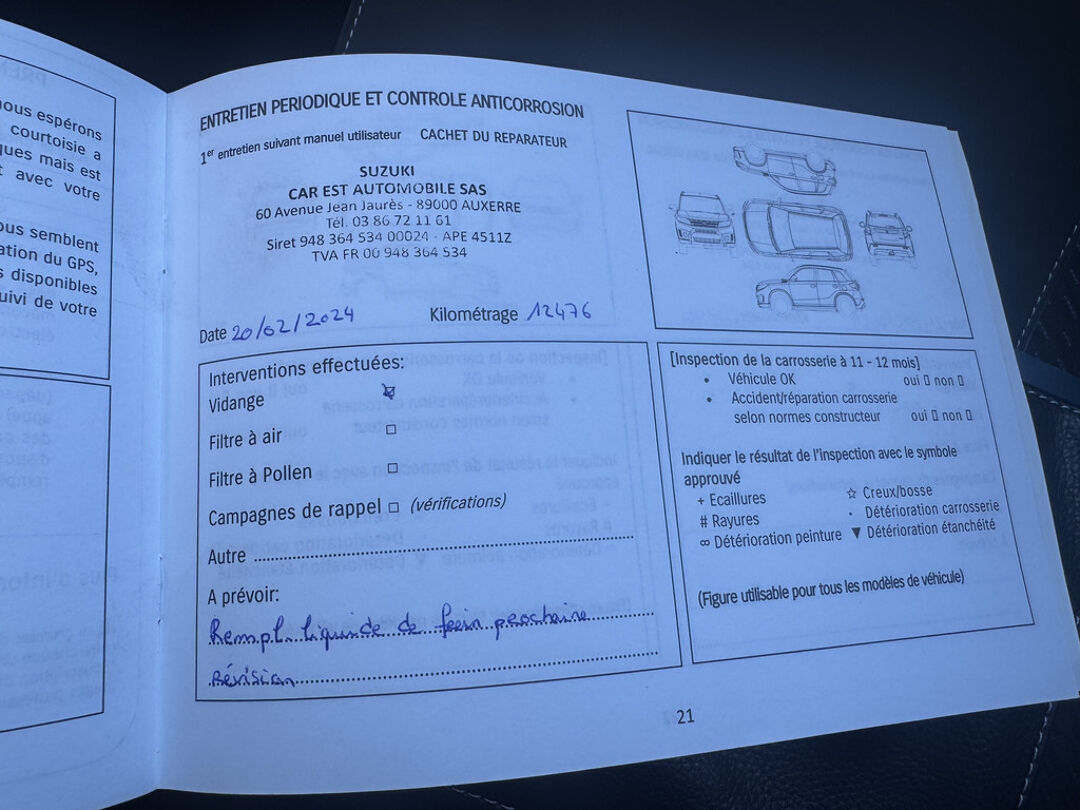 PREM
nous espérons
courtoisie a
ques mais est
avec votre
ous semblent
ation du GPS,
s disponibles
uivi de votre
ENTRETIEN PERIODIQUE ET CONTROLE ANTICORROSION
1er entretien suivant manuel utilisateur CACHET DU REPARATEUR
SUZUKI
CAR EST AUTOMOBILE SAS
60 Avenue Jean Jaurès - 89000 AUXERRE
Tél. 03 86 72 11 61
Siret 948 364 534 00024 - APE 4511Z
TVA FR 00 948 364 534
Date 20/02/2024 Kilométrage 12476
Interventions effectuées:
Vidange
Filtre à air □
Filtre à Pollen □
Campagnes de rappel □ (vérifications)
Autre
A prévoir:
Rempl. liquide de frein prochaine
Révision
[Inspection de la carrosserie à 11 - 12 mois]
• Véhicule OK oui ▯ non ▯
• Accident/réparation carrosserie
selon normes constructeur oui ▯ non ▯
Indiquer le résultat de l'inspection avec le symbole
approuvé
+ Ecaillures ☆ Creux/bosse
# Rayures · Détérioration carrosserie
∞ Détérioration peinture ▼ Détérioration étanchéité
(Figure utilisable pour tous les modèles de véhicule)
21